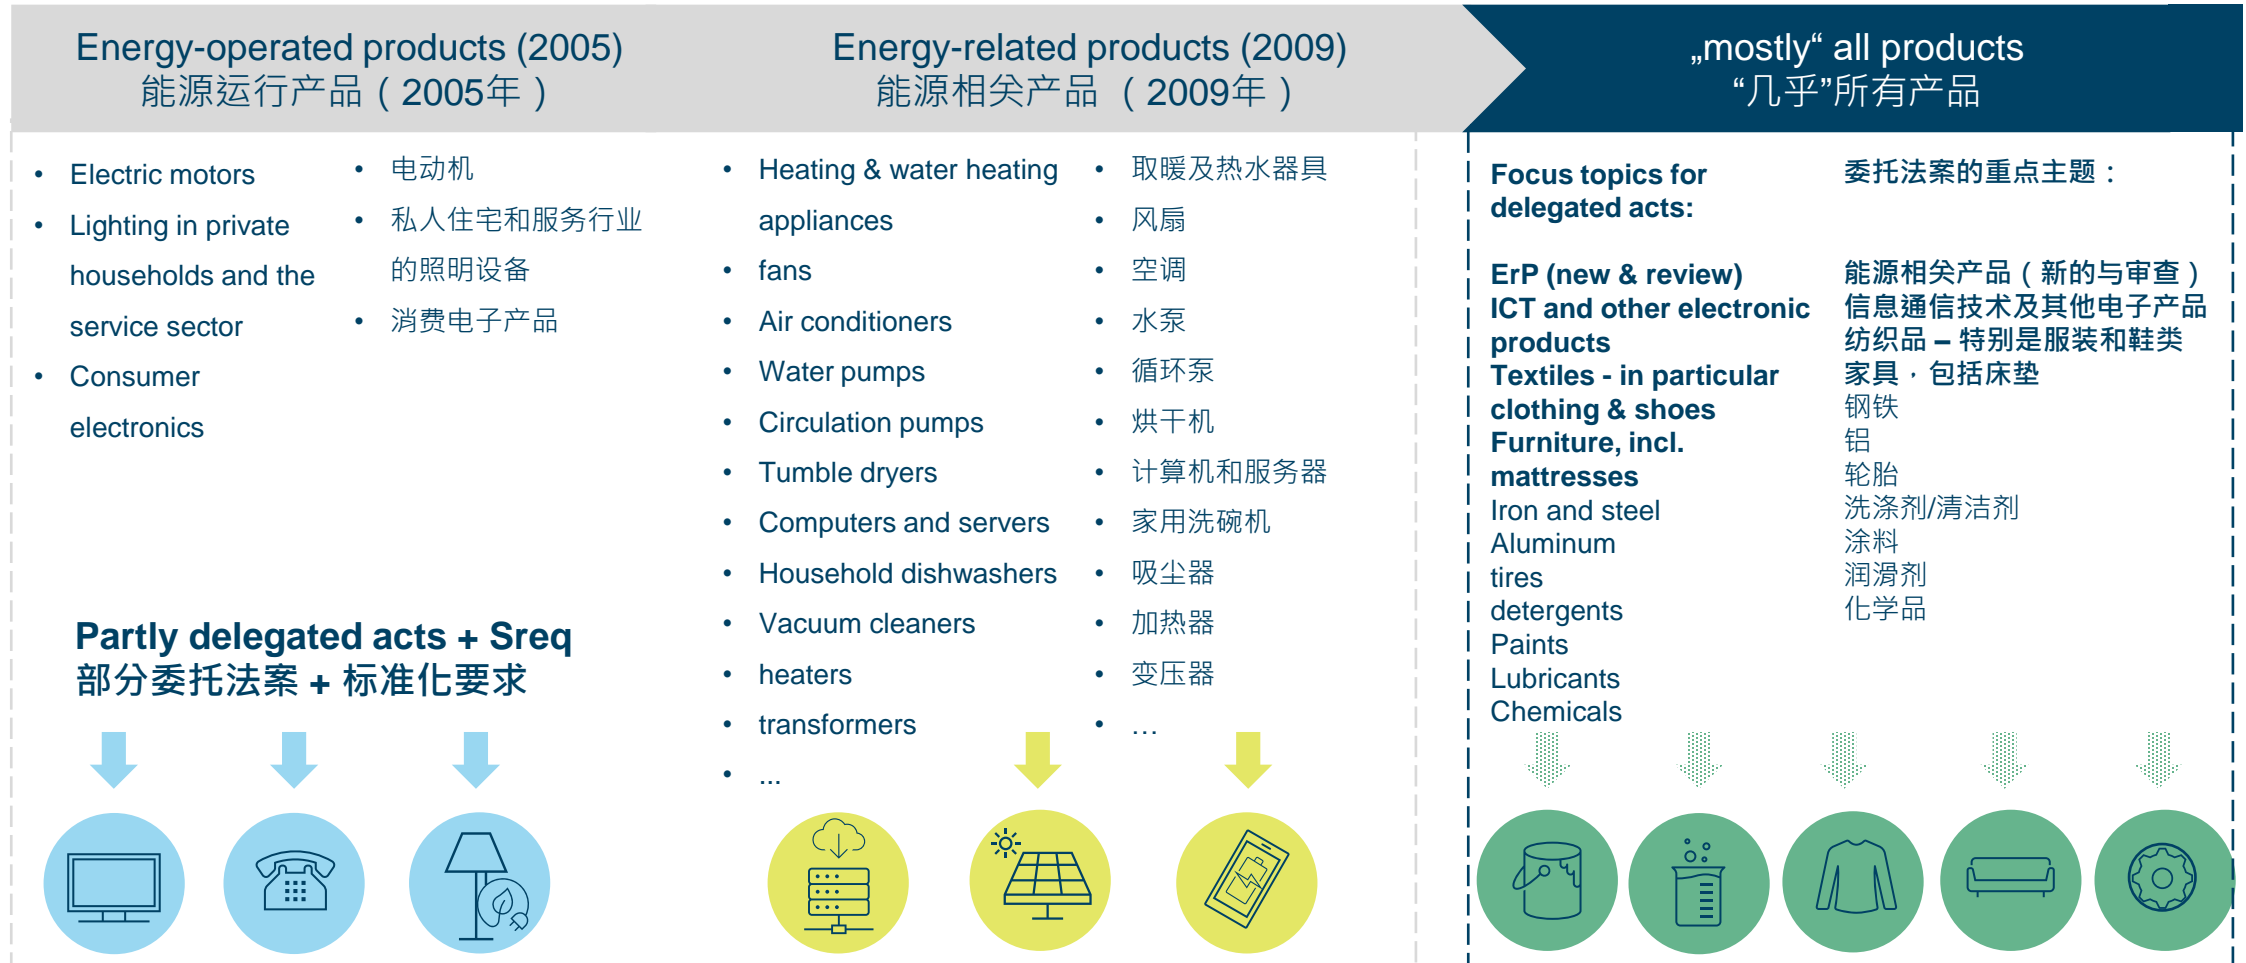 Energy-operated products (2005)
能源运行产品（2005年）
Energy-related products (2009)
能源相关产品 （2009年）
„mostly“ all products
“几乎”所有产品
• Electric motors
• Lighting in private
households and the
service sector
• Consumer
electronics
• 电动机
• 私人住宅和服务行业
的照明设备
• 消费电子产品
Partly delegated acts + Sreq
部分委托法案 + 标准化要求
• Heating & water heating
appliances
• fans
• Air conditioners
• Water pumps
• Circulation pumps
• Tumble dryers
• Computers and servers
• Household dishwashers
• Vacuum cleaners
• heaters
• transformers
• ...
• 取暖及热水器具
• 风扇
• 空调
• 水泵
• 循环泵
• 烘干机
• 计算机和服务器
• 家用洗碗机
• 吸尘器
• 加热器
• 变压器
• …
Focus topics for
delegated acts:
ErP (new & review)
ICT and other electronic
products
Textiles - in particular
clothing & shoes
Furniture, incl.
mattresses
Iron and steel
Aluminum
tires
detergents
Paints
Lubricants
Chemicals
委托法案的重点主题：
能源相关产品（新的与审查）
信息通信技术及其他电子产品
纺织品 – 特别是服装和鞋类
家具，包括床垫
钢铁
铝
轮胎
洗涤剂/清洁剂
涂料
润滑剂
化学品